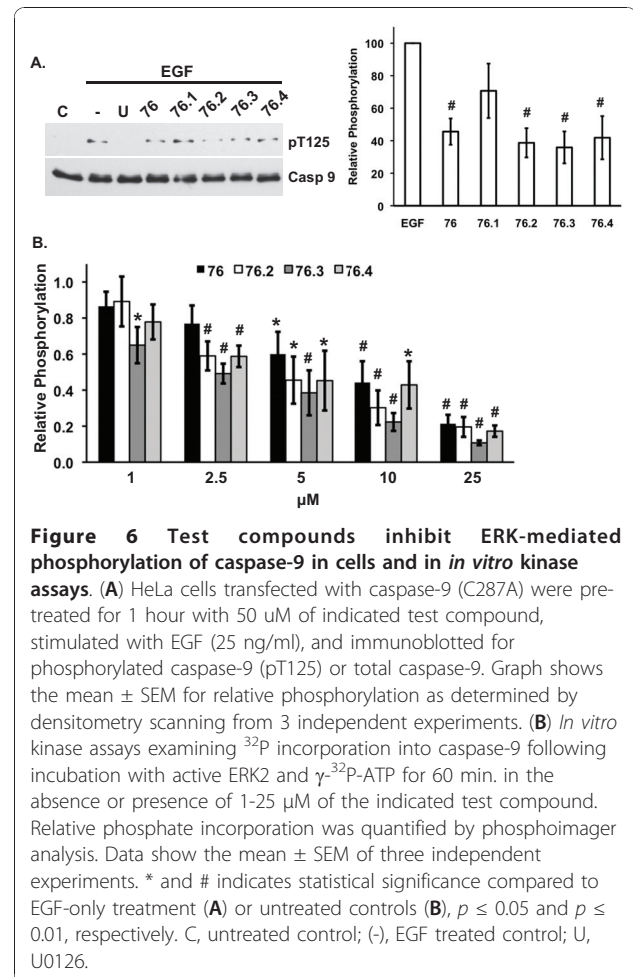 A.
EGF
C - U 76 76.1 76.2 76.3 76.4
pT125
Casp 9
Relative Phosphorylation
100
80
60
40
20
0
# # # #
EGF 76 76.1 76.2 76.3 76.4
B.
Relative Phosphorylation
1.0
0.8
0.6
0.4
0.2
0.0
76 76.2 76.3 76.4
* # # # * * # * # # # * # # # #
1 2.5 5 10 25
µM
Figure 6 Test compounds inhibit ERK-mediated
phosphorylation of caspase-9 in cells and in in vitro kinase
assays. (A) HeLa cells transfected with caspase-9 (C287A) were pre-
treated for 1 hour with 50 uM of indicated test compound,
stimulated with EGF (25 ng/ml), and immunoblotted for
phosphorylated caspase-9 (pT125) or total caspase-9. Graph shows
the mean ± SEM for relative phosphorylation as determined by
densitometry scanning from 3 independent experiments. (B) In vitro
kinase assays examining ³²P incorporation into caspase-9 following
incubation with active ERK2 and γ-³²P-ATP for 60 min. in the
absence or presence of 1-25 μM of the indicated test compound.
Relative phosphate incorporation was quantified by phosphoimager
analysis. Data show the mean ± SEM of three independent
experiments. * and # indicates statistical significance compared to
EGF-only treatment (A) or untreated controls (B), p ≤ 0.05 and p ≤
0.01, respectively. C, untreated control; (-), EGF treated control; U,
U0126.